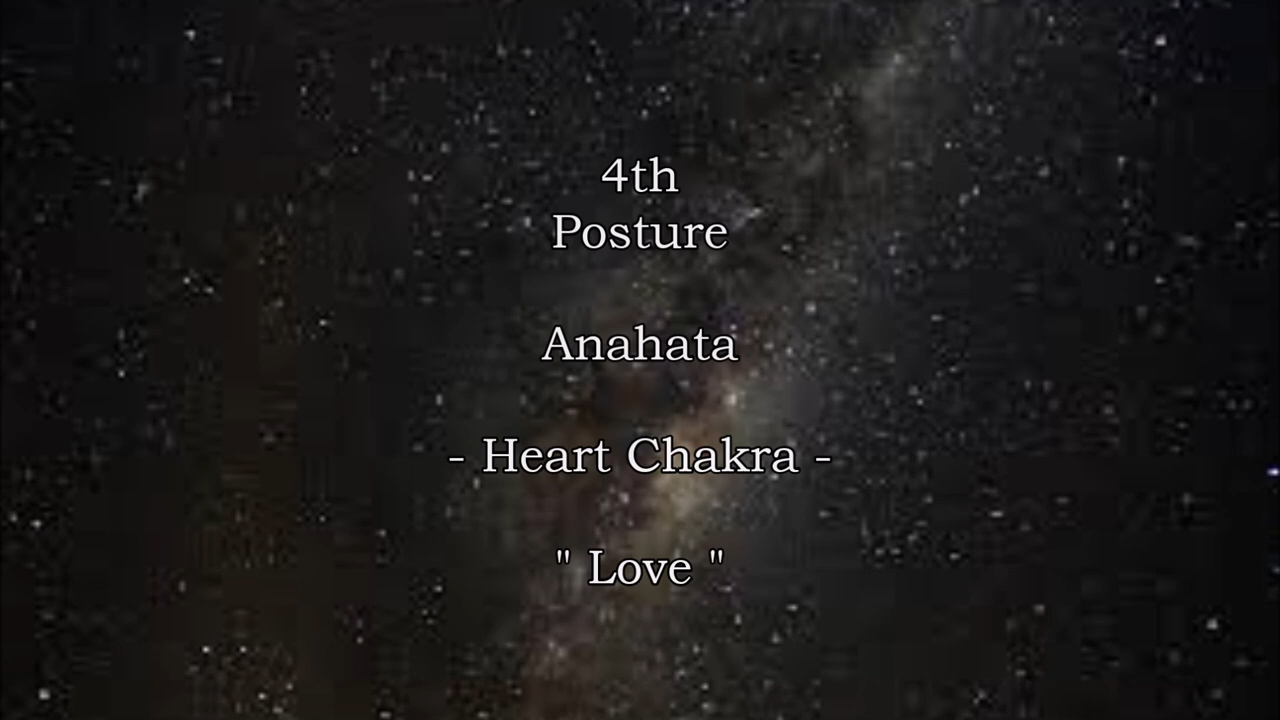 4th
Posture
Anahata
- Heart Chakra -
" Love "